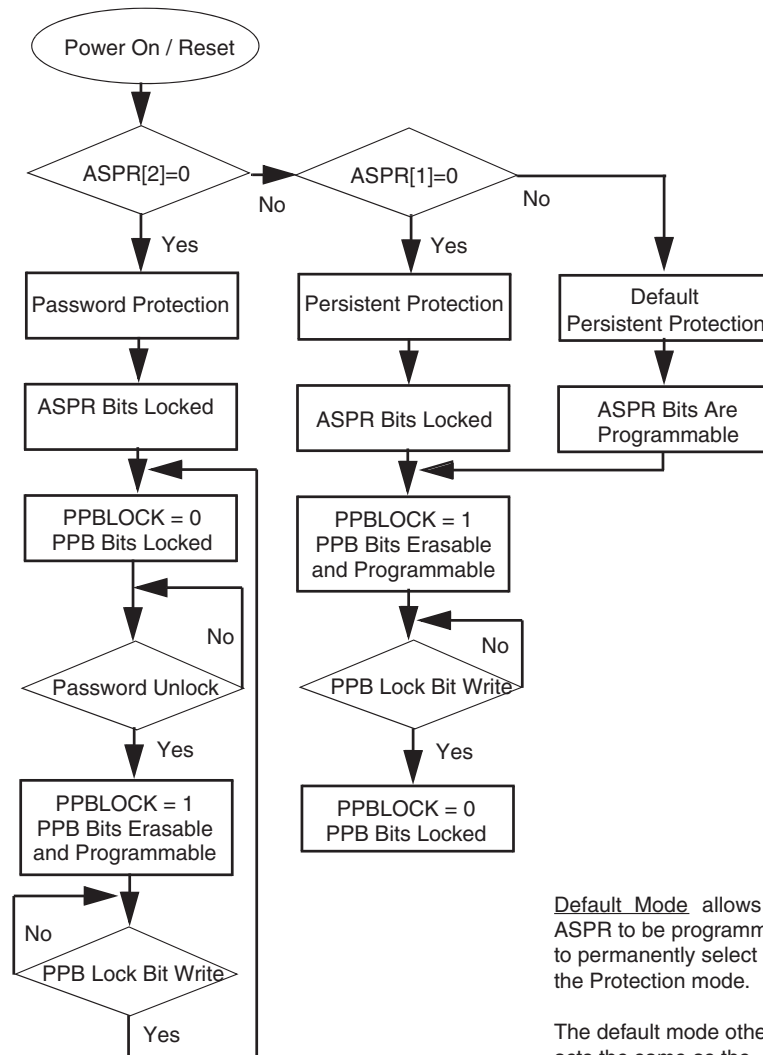 Power On / Reset
ASPR[2]=0
No
ASPR[1]=0
No
Yes
Yes
Password Protection
Persistent Protection
Default
Persistent Protection
ASPR Bits Locked
ASPR Bits Locked
ASPR Bits Are
Programmable
PPBLOCK = 0
PPB Bits Locked
PPBLOCK = 1
PPB Bits Erasable
and Programmable
No
No
Password Unlock
PPB Lock Bit Write
Yes
Yes
PPBLOCK = 1
PPB Bits Erasable
and Programmable
PPBLOCK = 0
PPB Bits Locked
No
PPB Lock Bit Write
Yes
Default Mode allows
ASPR to be programm
to permanently select
the Protection mode.
The default mode othe
acts the same as the